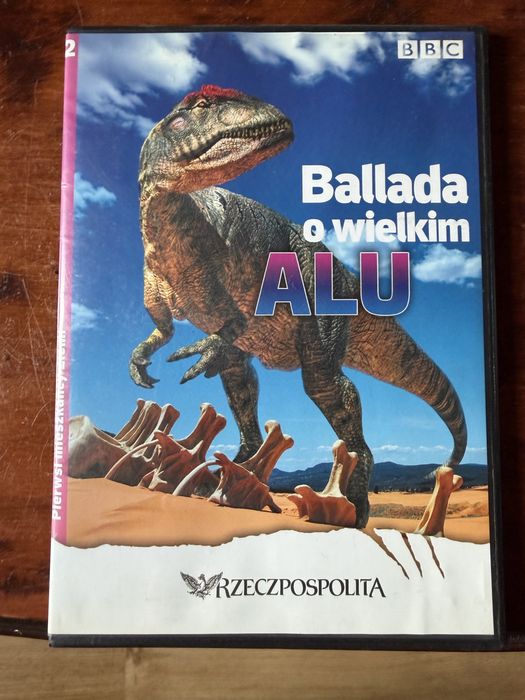 2
BBC
Ballada
o wielkim
ALU
Pierwsi mieszkańcy Ziemi
RZECZPOSPOLITA